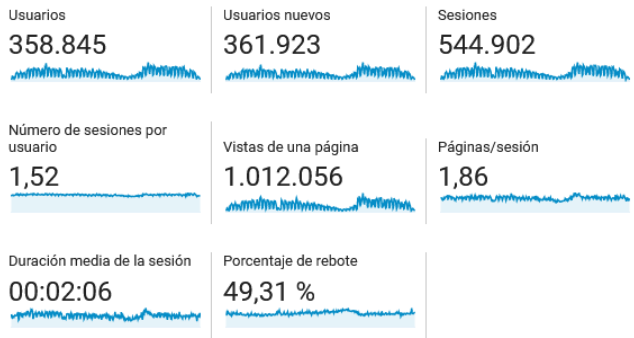 Usuarios
358.845
Usuarios nuevos
361.923
Sesiones
544.902
Número de sesiones por
usuario
1,52
Vistas de una página
1.012.056
Páginas/sesión
1,86
Duración media de la sesión
00:02:06
Porcentaje de rebote
49,31 %